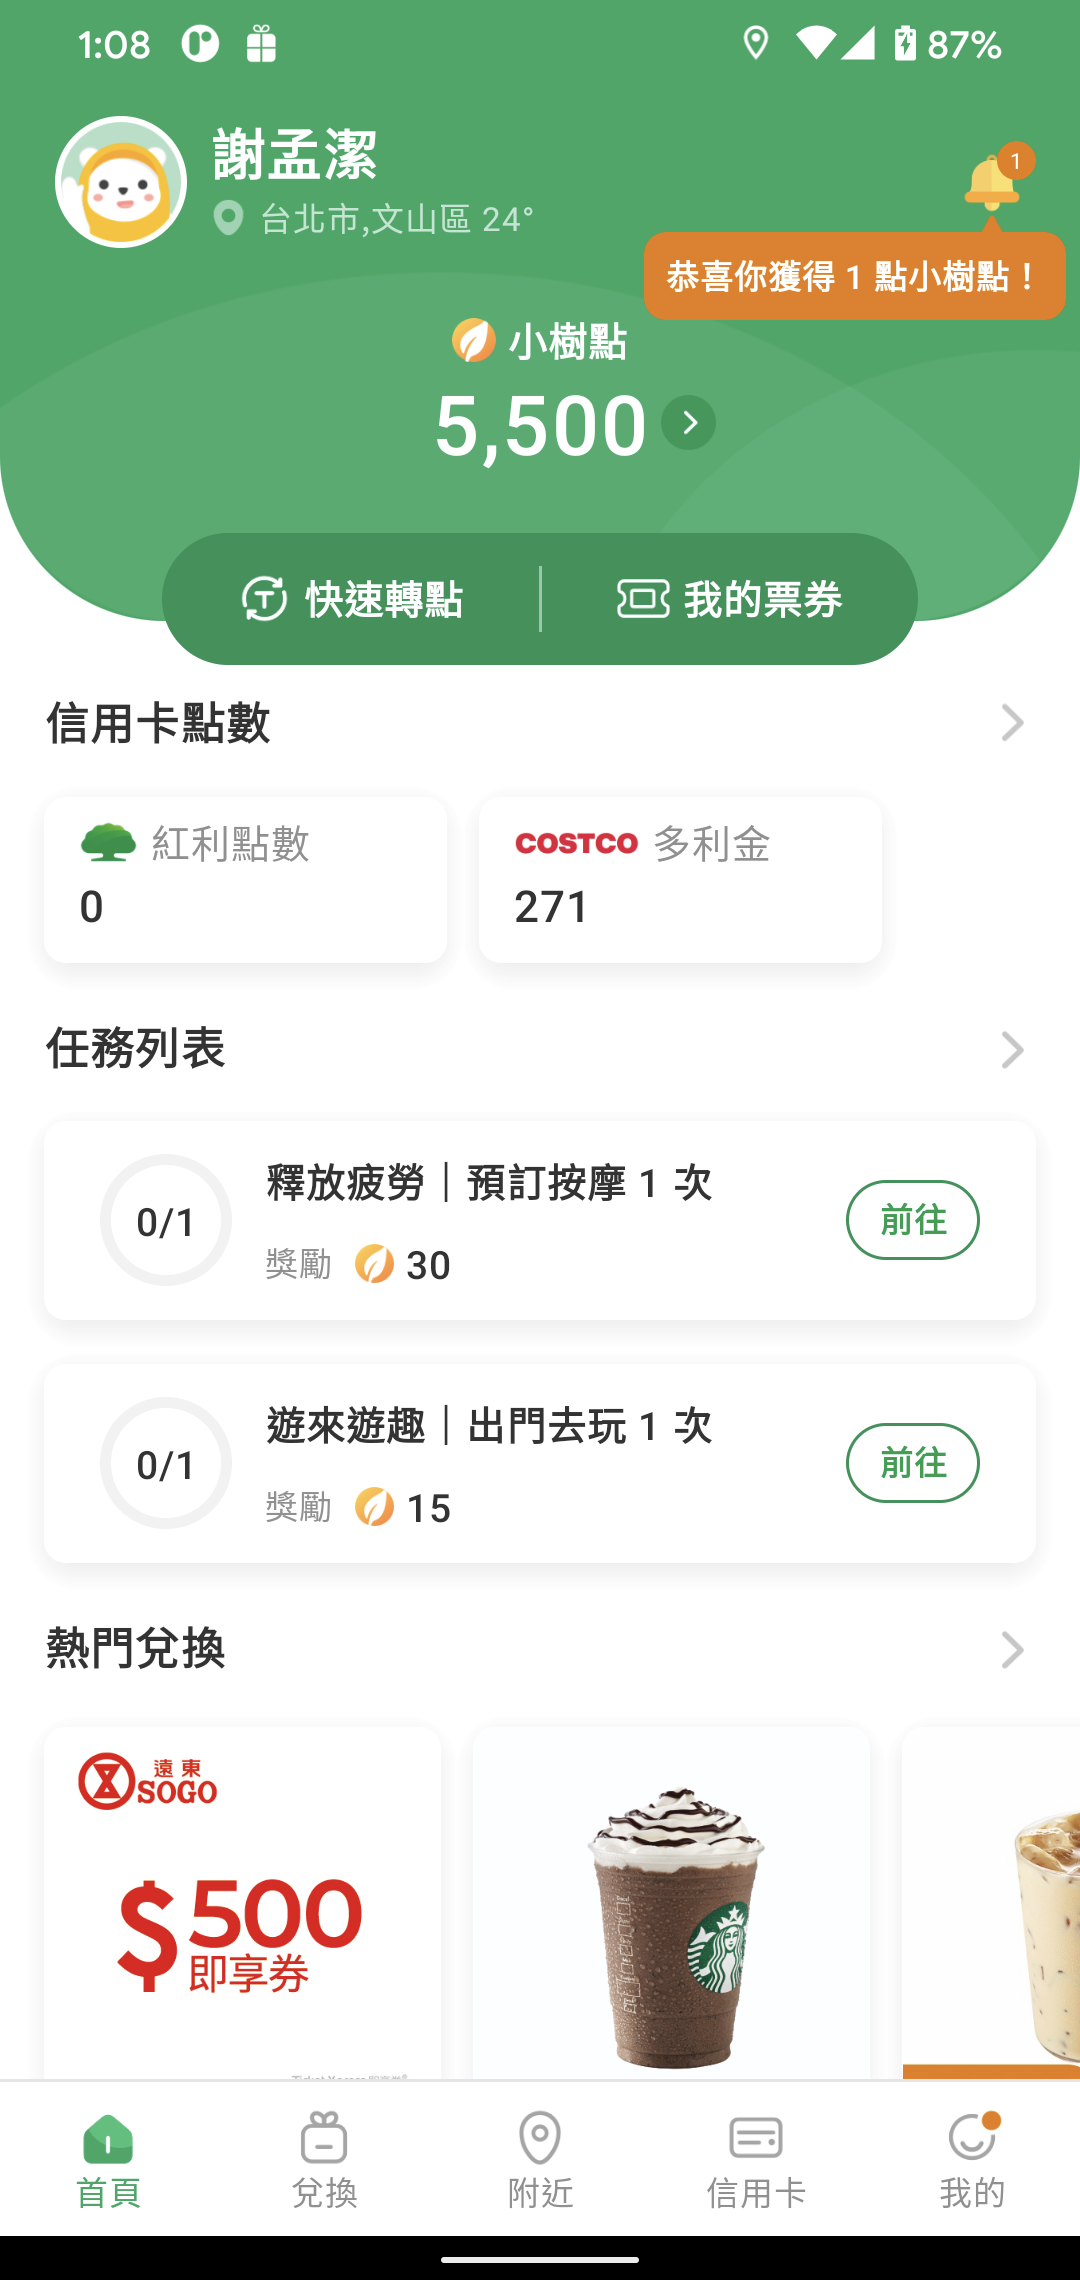 1:08
87%
謝孟潔
台北市,文山區 24°
1
恭喜你獲得 1 點小樹點！
小樹點
5,500
快速轉點
我的票券
信用卡點數
紅利點數
0
COSTCO 多利金
271
任務列表
0/1
釋放疲勞｜預訂按摩 1 次
獎勵 30
前往
0/1
遊來遊趣｜出門去玩 1 次
獎勵 15
前往
熱門兌換
遠東
SOGO
$500
即享券
首頁
兌換
附近
信用卡
我的